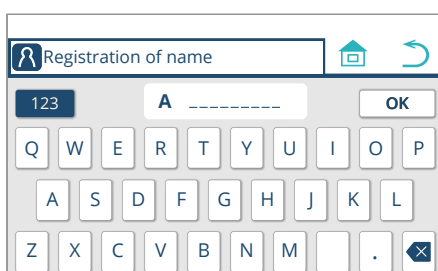 Registration of name
123 A _________ OK
Q W E R T Y U I O P
A S D F G H J K L
Z X C V B N M .